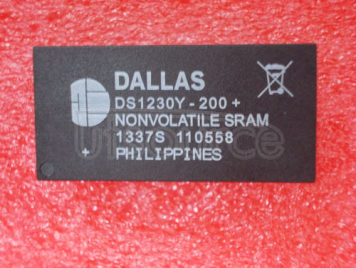 DALLAS
DS1230Y-200+
NONVOLATILE SRAM
1337S 110558
+ PHILIPPINES